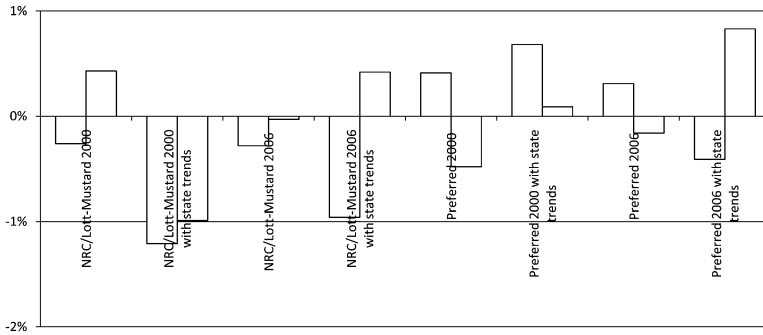 1%
0%
-1%
-2%
NRC/Lott-Mustard 2000
NRC/Lott-Mustard 2000
with state trends
NRC/Lott-Mustard 2006
NRC/Lott-Mustard 2006
with state trends
Preferred 2000
Preferred 2000 with state
trends
Preferred 2006
Preferred 2006 with state
trends